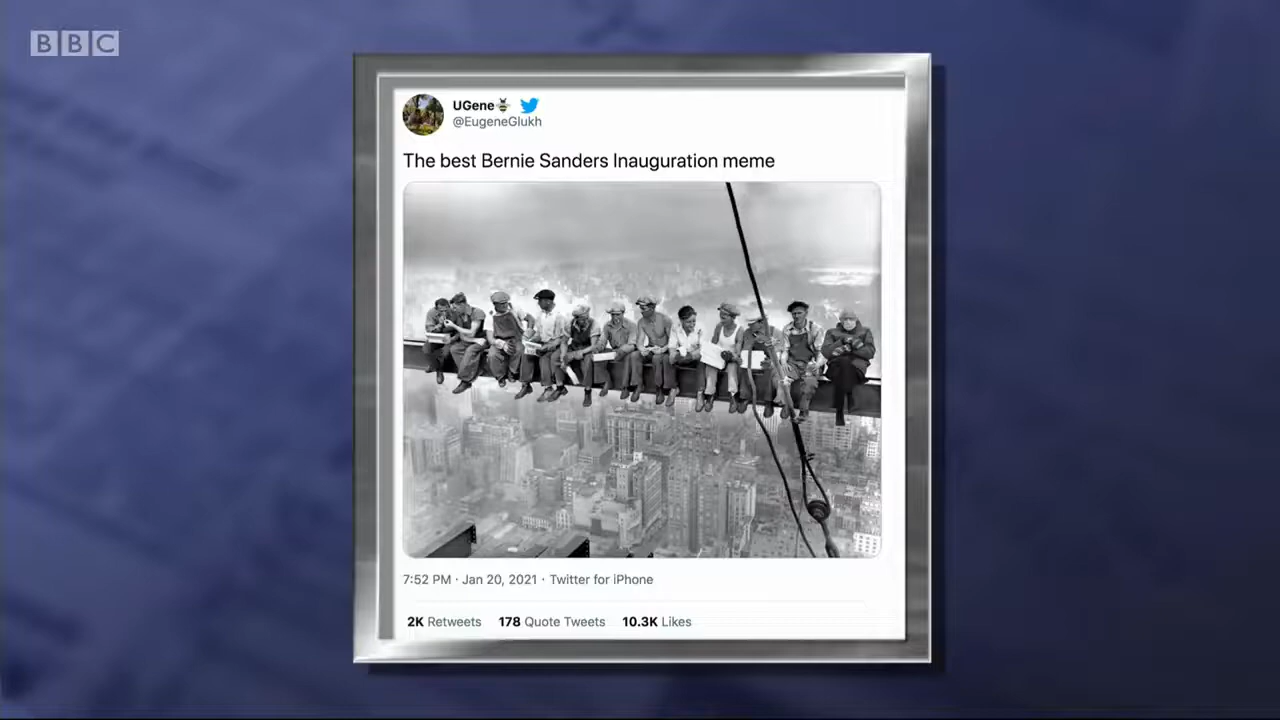 BBC
UGene
@EugeneGlukh
The best Bernie Sanders Inauguration meme
7:52 PM · Jan 20, 2021 · Twitter for iPhone
2K Retweets 178 Quote Tweets 10.3K Likes